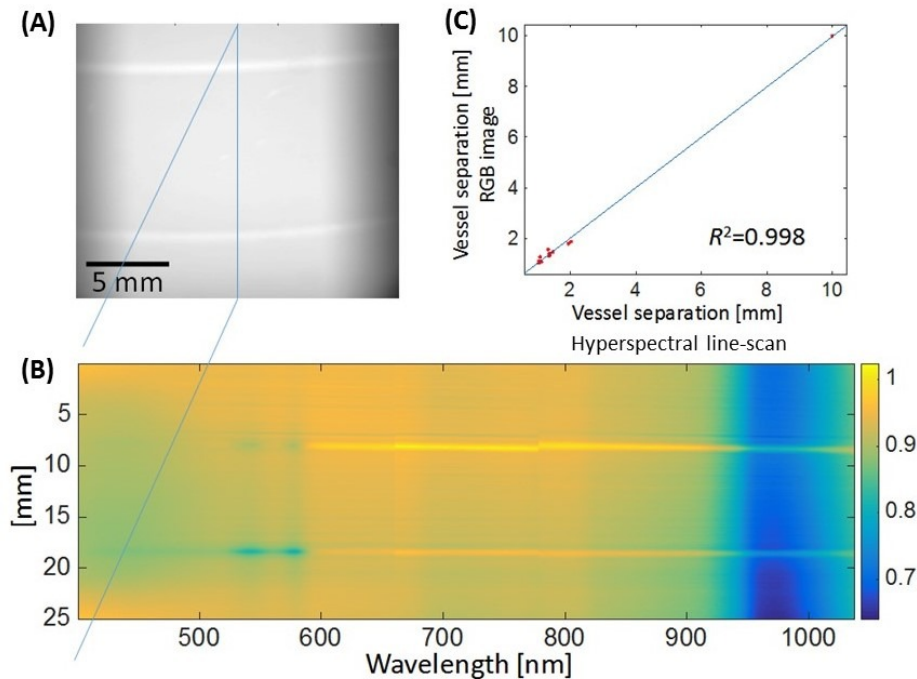 (A)
5 mm
(C)
Vessel separation [mm]
RGB image
10
8
6
4
2
R²=0.998
2 4 6 8 10
Vessel separation [mm]
Hyperspectral line-scan
(B)
[mm]
5
10
15
20
25
500 600 700 800 900 1000
Wavelength [nm]
1
0.9
0.8
0.7